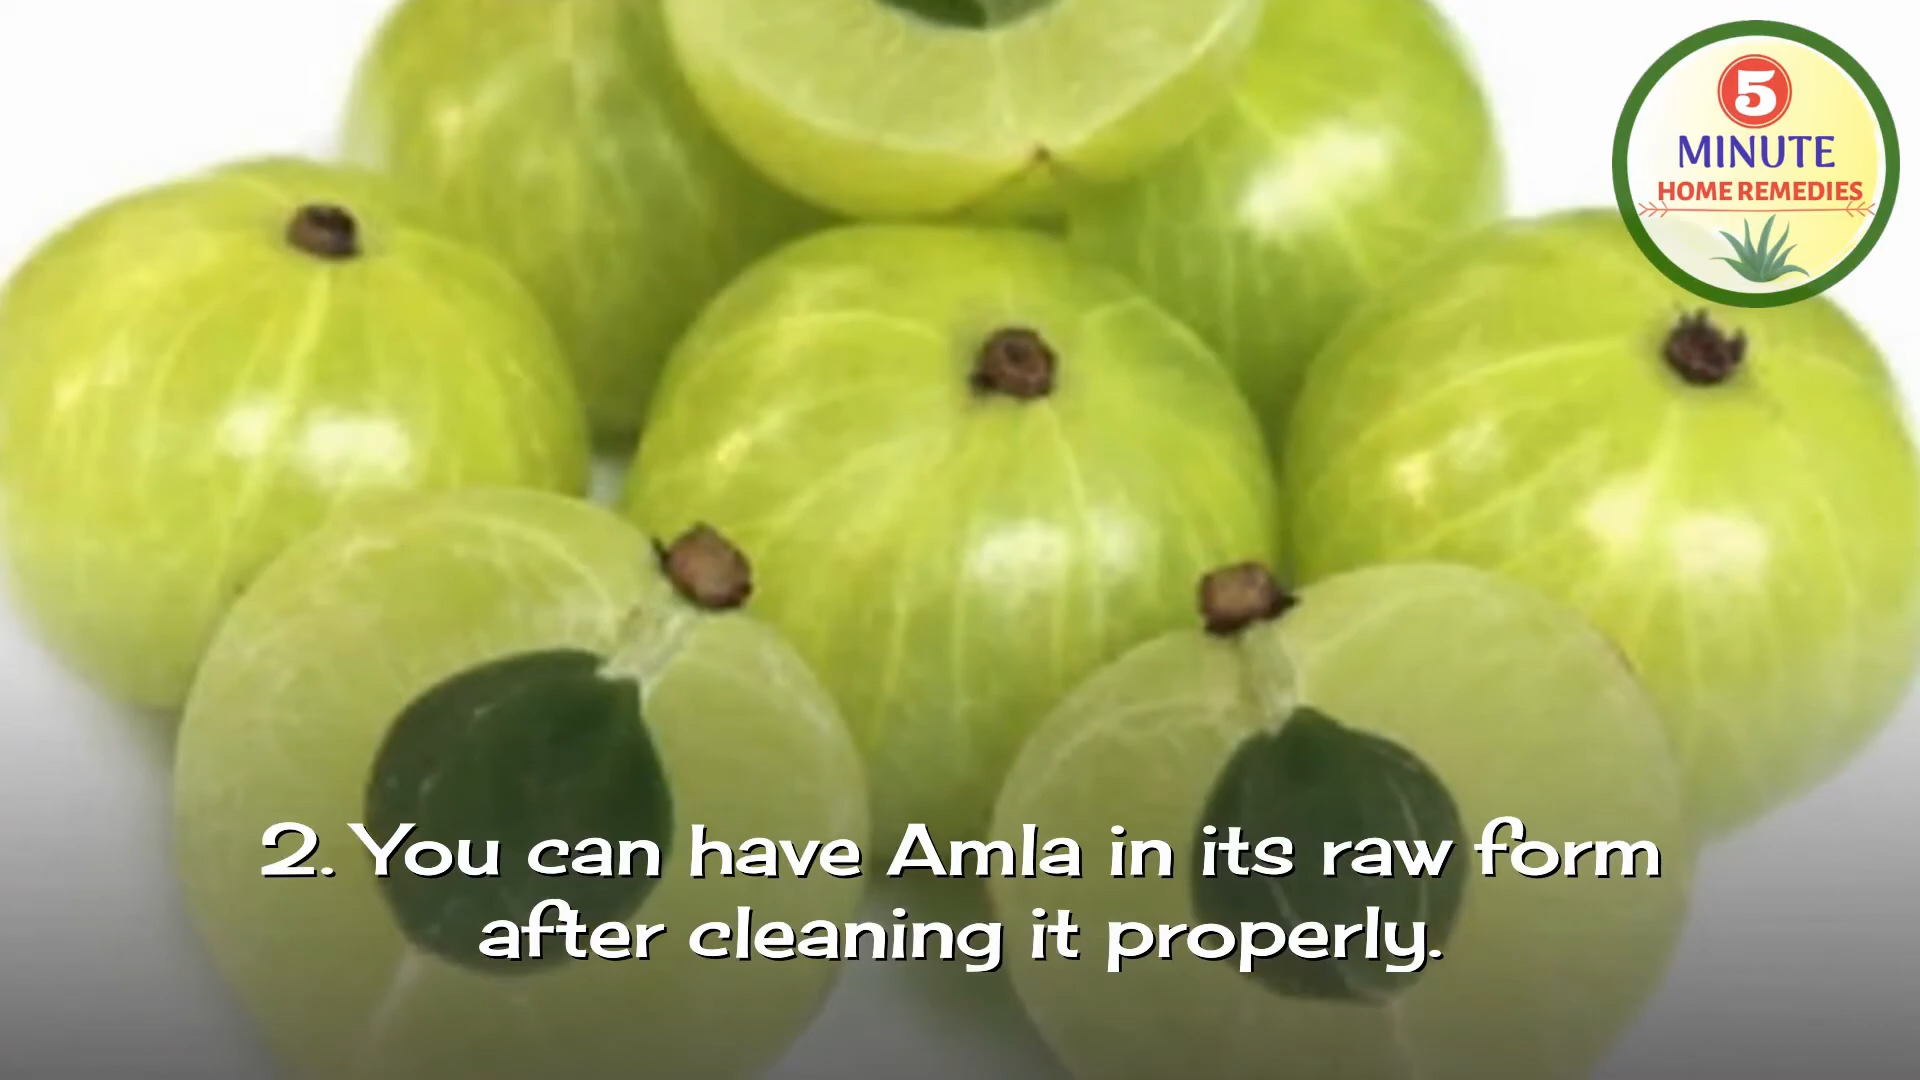 5
MINUTE
HOME REMEDIES
2. You can have Amla in its raw form
after cleaning it properly.